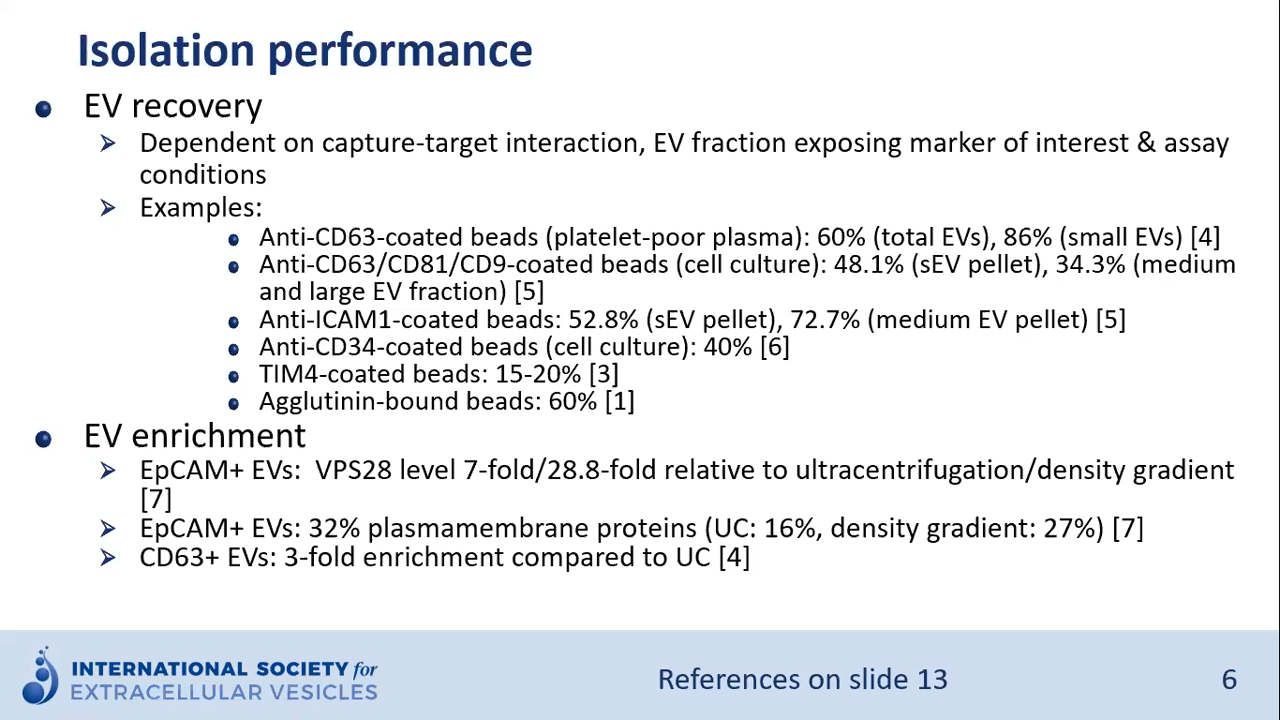 Isolation performance
EV recovery
Dependent on capture-target interaction, EV fraction exposing marker of interest & assay
conditions
Examples:
Anti-CD63-coated beads (platelet-poor plasma): 60% (total EVs), 86% (small EVs) [4]
Anti-CD63/CD81/CD9-coated beads (cell culture): 48.1% (sEV pellet), 34.3% (medium
and large EV fraction) [5]
Anti-ICAM1-coated beads: 52.8% (sEV pellet), 72.7% (medium EV pellet) [5]
Anti-CD34-coated beads (cell culture): 40% [6]
TIM4-coated beads: 15-20% [3]
Agglutinin-bound beads: 60% [1]
EV enrichment
EpCAM+ EVs:  VPS28 level 7-fold/28.8-fold relative to ultracentrifugation/density gradient
[7]
EpCAM+ EVs: 32% plasmamembrane proteins (UC: 16%, density gradient: 27%) [7]
CD63+ EVs: 3-fold enrichment compared to UC [4]
INTERNATIONAL SOCIETY for
EXTRACELLULAR VESICLES
References on slide 13
6